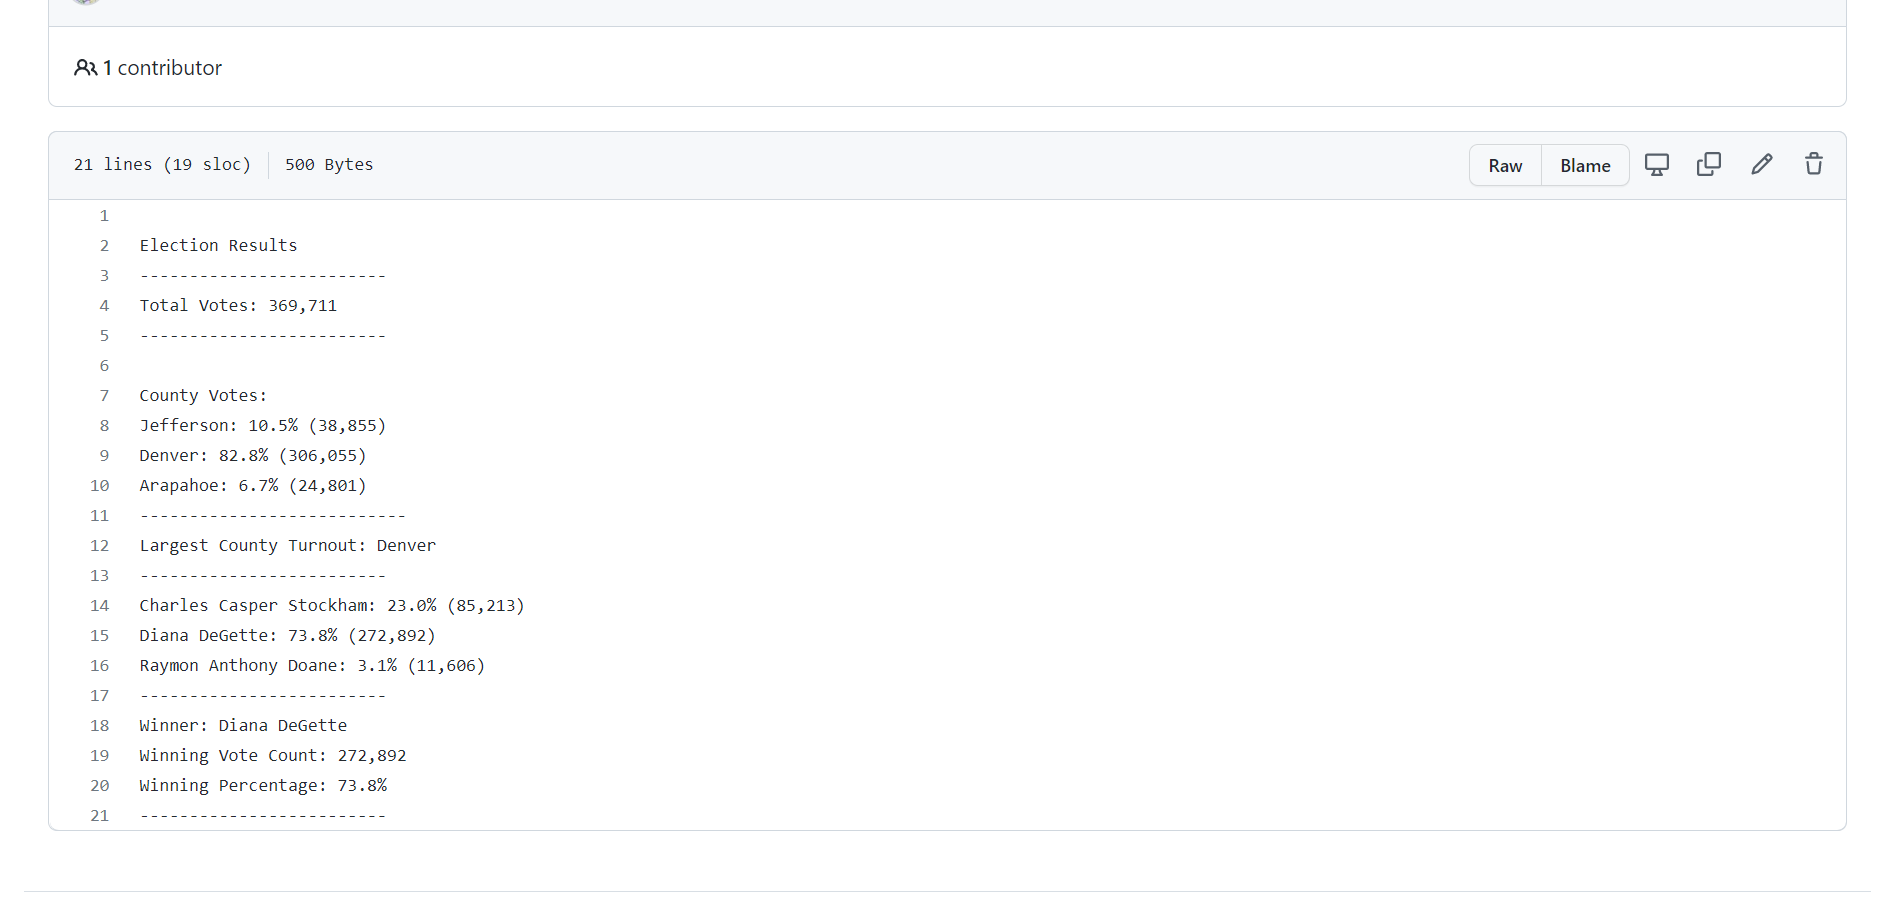 1 contributor
21 lines (19 sloc) 500 Bytes Raw Blame
1
2 Election Results
3 -------------------------
4 Total Votes: 369,711
5 -------------------------
6
7 County Votes:
8 Jefferson: 10.5% (38,855)
9 Denver: 82.8% (306,055)
10 Arapahoe: 6.7% (24,801)
11 ---------------------------
12 Largest County Turnout: Denver
13 -------------------------
14 Charles Casper Stockham: 23.0% (85,213)
15 Diana DeGette: 73.8% (272,892)
16 Raymon Anthony Doane: 3.1% (11,606)
17 -------------------------
18 Winner: Diana DeGette
19 Winning Vote Count: 272,892
20 Winning Percentage: 73.8%
21 -------------------------